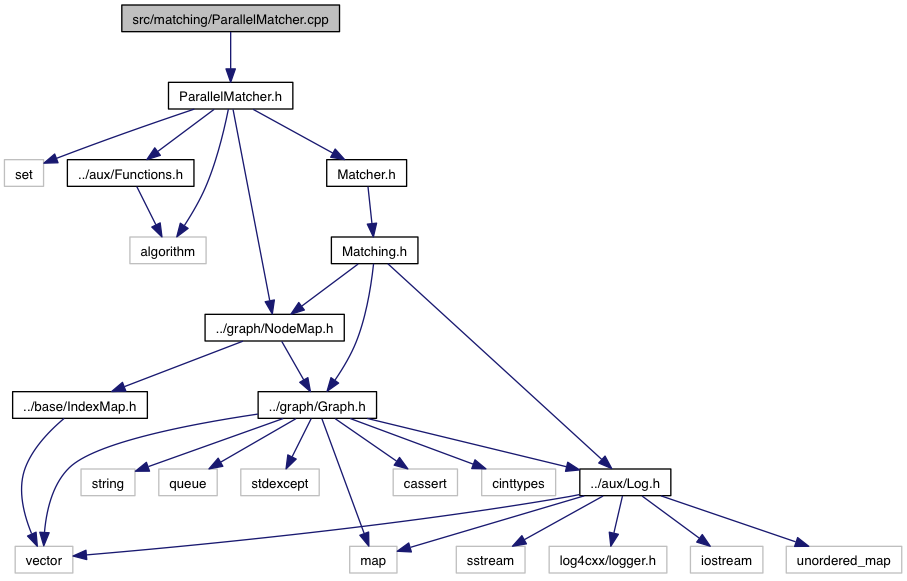 src/matching/ParallelMatcher.cpp
ParallelMatcher.h
set
../aux/Functions.h
Matcher.h
algorithm
Matching.h
../graph/NodeMap.h
../base/IndexMap.h
../graph/Graph.h
string
queue
stdexcept
cassert
cinttypes
../aux/Log.h
vector
map
sstream
log4cxx/logger.h
iostream
unordered_map